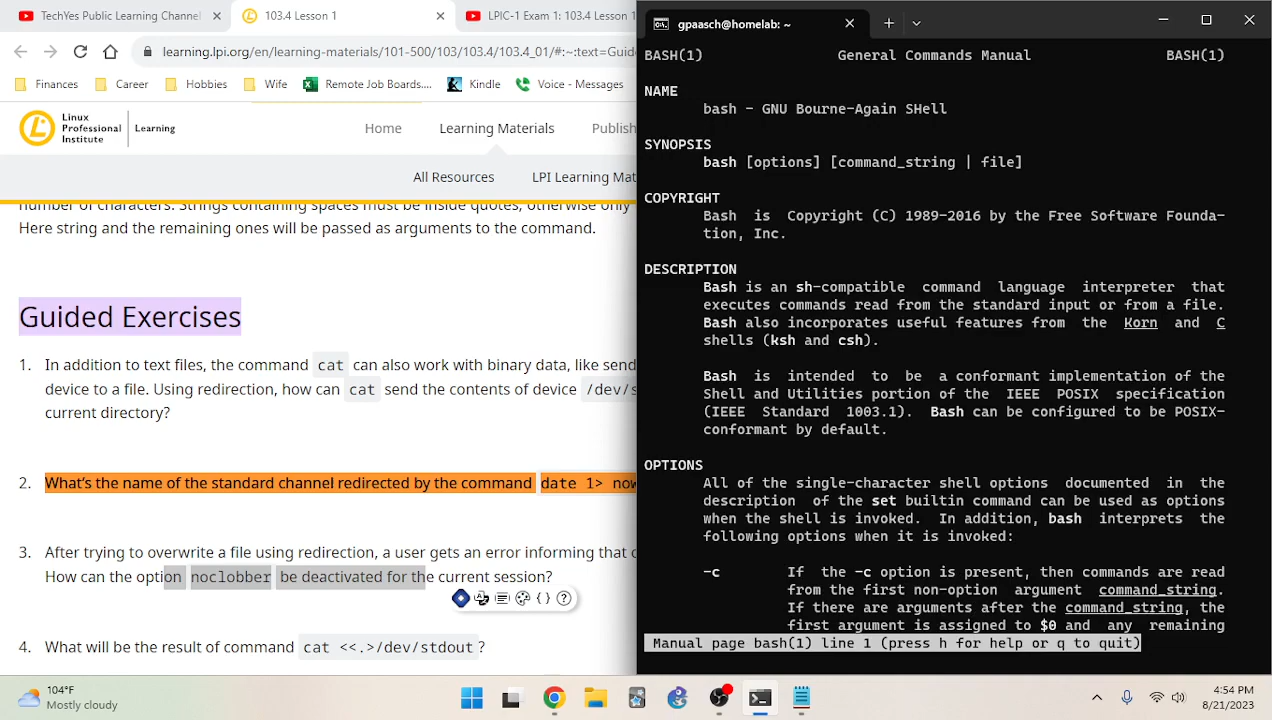 TechYes Public Learning Channel
103.4 Lesson 1
LPIC-1 Exam 1: 103.4 Lesson 1
learning.lpi.org/en/learning-materials/101-500/103/103.4/103.4_01/#:~:text=Guid
Finances
Career
Hobbies
Wife
Remote Job Boards....
Kindle
Voice - Messages
Linux
Professional
Institute
Learning
Home
Learning Materials
Publish
All Resources
LPI Learning Mat
number of characters. Strings containing spaces must be inside quotes, otherwise only
Here string and the remaining ones will be passed as arguments to the command.
Guided Exercises
1. In addition to text files, the command cat can also work with binary data, like send
device to a file. Using redirection, how can cat send the contents of device /dev/s
current directory?
2. What's the name of the standard channel redirected by the command date 1> now
3. After trying to overwrite a file using redirection, a user gets an error informing that o
How can the option noclobber be deactivated for the current session?
4. What will be the result of command cat <<.>/dev/stdout ?
gpaasch@homelab: ~
BASH(1) General Commands Manual BASH(1)
NAME
bash - GNU Bourne-Again SHell
SYNOPSIS
bash [options] [command_string | file]
COPYRIGHT
Bash is Copyright (C) 1989-2016 by the Free Software Founda-
tion, Inc.
DESCRIPTION
Bash is an sh-compatible command language interpreter that
executes commands read from the standard input or from a file.
Bash also incorporates useful features from the Korn and C
shells (ksh and csh).
Bash is intended to be a conformant implementation of the
Shell and Utilities portion of the IEEE POSIX specification
(IEEE Standard 1003.1). Bash can be configured to be POSIX-
conformant by default.
OPTIONS
All of the single-character shell options documented in the
description of the set builtin command can be used as options
when the shell is invoked. In addition, bash interprets the
following options when it is invoked:
-c If the -c option is present, then commands are read
from the first non-option argument command_string.
If there are arguments after the command_string, the
first argument is assigned to $0 and any remaining
Manual page bash(1) line 1 (press h for help or q to quit)
104°F
Mostly cloudy
4:54 PM
8/21/2023